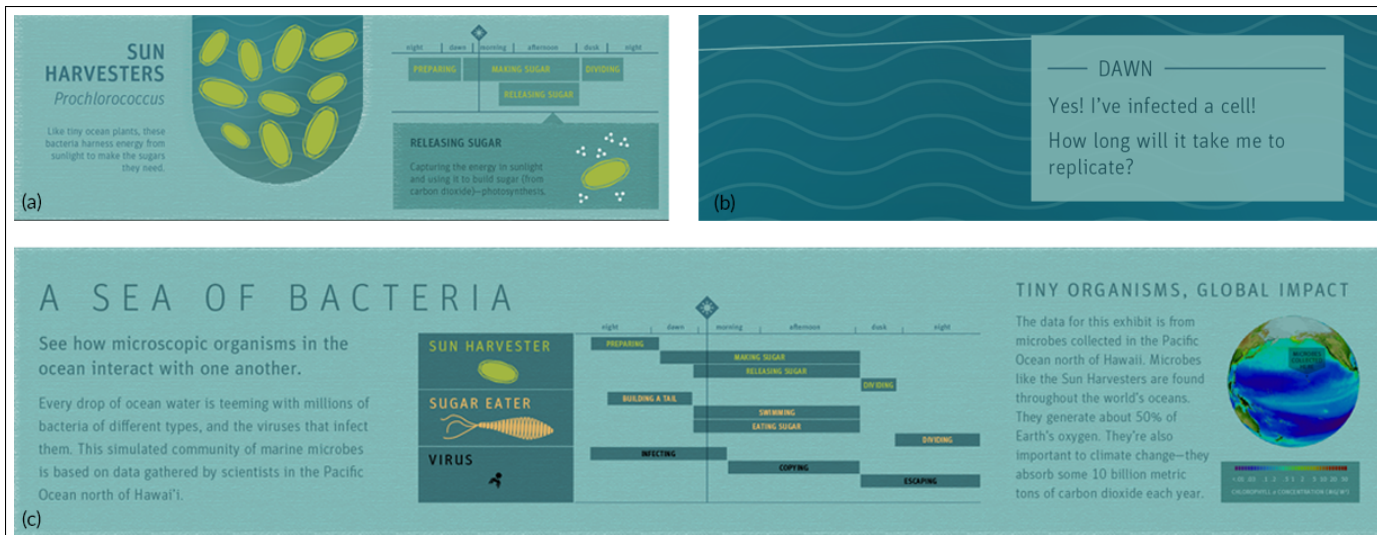 SUN
HARVESTERS
Prochlorococcus
Like tiny ocean plants, these
bacteria harness energy from
sunlight to make the sugars
they need.
night dawn morning afternoon dusk night
PREPARING MAKING SUGAR DIVIDING
RELEASING SUGAR
RELEASING SUGAR
Capturing the energy in sunlight
and using it to build sugar (from
carbon dioxide)—photosynthesis.
(a)
DAWN
Yes! I've infected a cell!
How long will it take me to
replicate?
(b)
A SEA OF BACTERIA
See how microscopic organisms in the
ocean interact with one another.
Every drop of ocean water is teeming with millions of
bacteria of different types, and the viruses that infect
them. This simulated community of marine microbes
is based on data gathered by scientists in the Pacific
Ocean north of Hawai'i.
night dawn morning afternoon dusk night
SUN HARVESTER
PREPARING
MAKING SUGAR
RELEASING SUGAR
DIVIDING
SUGAR EATER
BUILDING A TAIL
SWIMMING
EATING SUGAR
DIVIDING
VIRUS
INFECTING
COPYING
ESCAPING
TINY ORGANISMS, GLOBAL IMPACT
The data for this exhibit is from
microbes collected in the Pacific
Ocean north of Hawaii. Microbes
like the Sun Harvesters are found
throughout the world's oceans.
They generate about 50% of
Earth's oxygen. They're also
important to climate change—they
absorb some 10 billion metric
tons of carbon dioxide each year.
MICROBES
COLLECTED
CHLOROPHYLL a CONCENTRATION
(c)